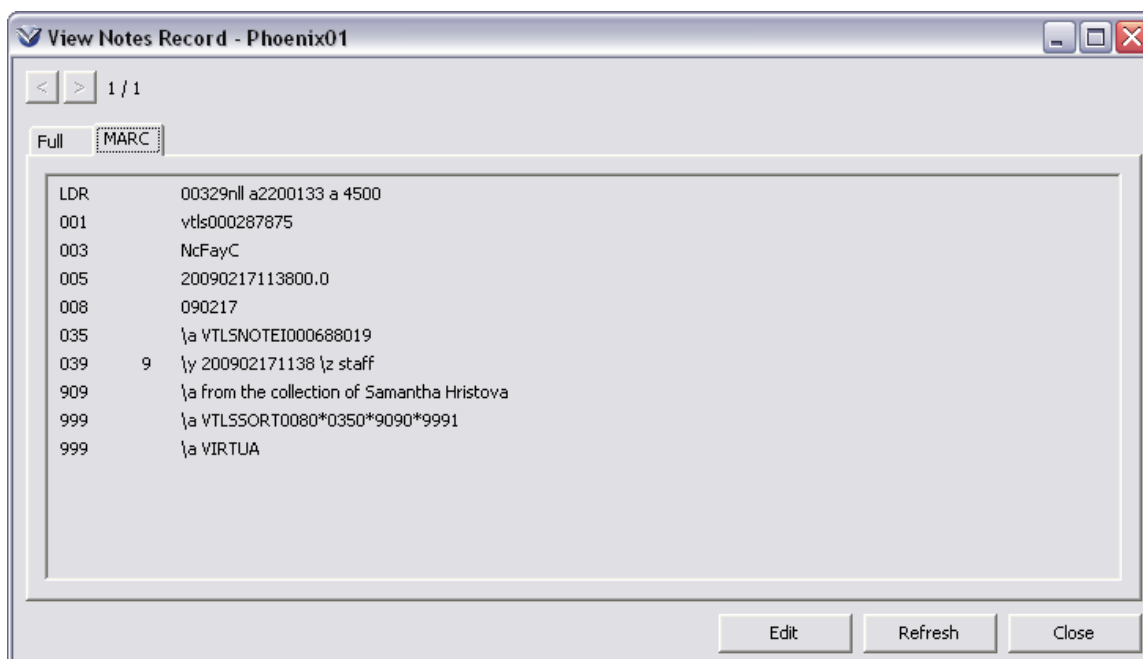 View Notes Record - Phoenix01
< > 1 / 1
Full MARC
LDR 00329nll a2200133 a 4500
001 vtls000287875
003 NcFayC
005 20090217113800.0
008 090217
035 \a VTLSNOTEI000688019
039 9 \y 200902171138 \z staff
909 \a from the collection of Samantha Hristova
999 \a VTLSSORT0080*0350*9090*9991
999 \a VIRTUA
Edit Refresh Close